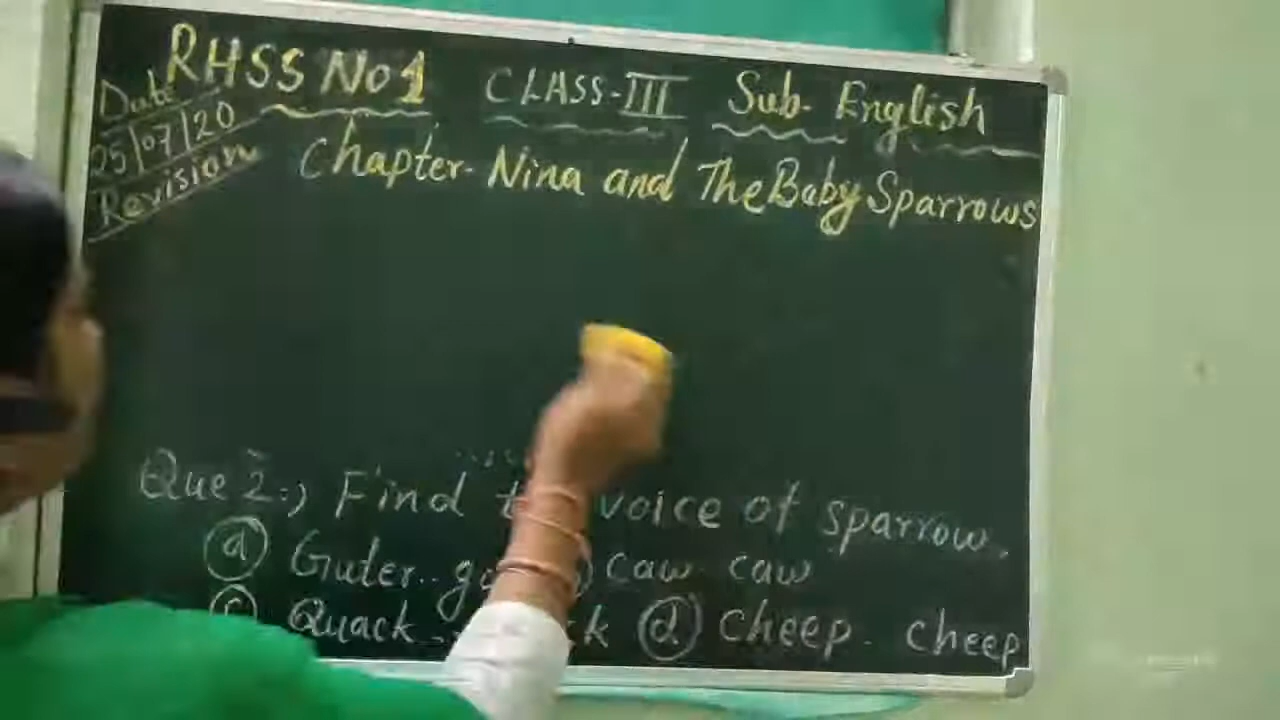 RHSS No 1 CLASS-III Sub- English
Date
25/07/20
Revision
Chapter- Nina and The Baby Sparrows
Que 2:) Find voice of sparrow.
(a) Guter.. caw caw
(c) Quack.. (d) Cheep. cheep